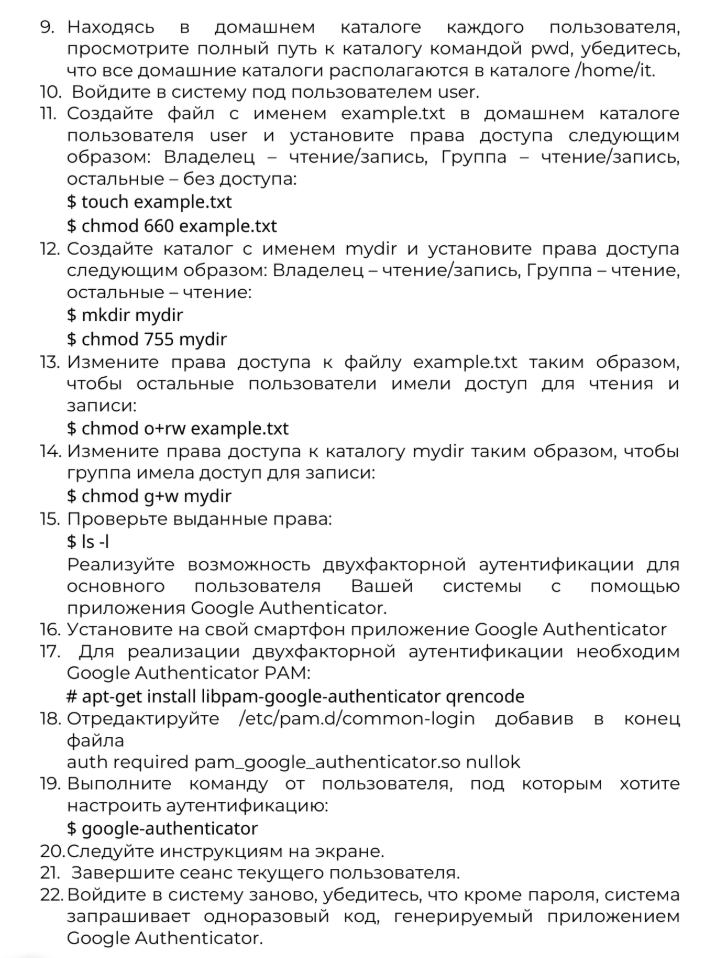 9. Находясь в домашнем каталоге каждого пользователя,
просмотрите полный путь к каталогу командой pwd, убедитесь,
что все домашние каталоги располагаются в каталоге /home/it.
10. Войдите в систему под пользователем user.
11. Создайте файл с именем example.txt в домашнем каталоге
пользователя user и установите права доступа следующим
образом: Владелец – чтение/запись, Группа – чтение/запись,
остальные – без доступа:
$ touch example.txt
$ chmod 660 example.txt
12. Создайте каталог с именем mydir и установите права доступа
следующим образом: Владелец – чтение/запись, Группа – чтение,
остальные – чтение:
$ mkdir mydir
$ chmod 755 mydir
13. Измените права доступа к файлу example.txt таким образом,
чтобы остальные пользователи имели доступ для чтения и
записи:
$ chmod o+rw example.txt
14. Измените права доступа к каталогу mydir таким образом, чтобы
группа имела доступ для записи:
$ chmod g+w mydir
15. Проверьте выданные права:
$ ls -l
Реализуйте возможность двухфакторной аутентификации для
основного пользователя Вашей системы с помощью
приложения Google Authenticator.
16. Установите на свой смартфон приложение Google Authenticator
17. Для реализации двухфакторной аутентификации необходим
Google Authenticator PAM:
# apt-get install libpam-google-authenticator qrencode
18. Отредактируйте /etc/pam.d/common-login добавив в конец
файла
auth required pam_google_authenticator.so nullok
19. Выполните команду от пользователя, под которым хотите
настроить аутентификацию:
$ google-authenticator
20.Следуйте инструкциям на экране.
21. Завершите сеанс текущего пользователя.
22. Войдите в систему заново, убедитесь, что кроме пароля, система
запрашивает одноразовый код, генерируемый приложением
Google Authenticator.